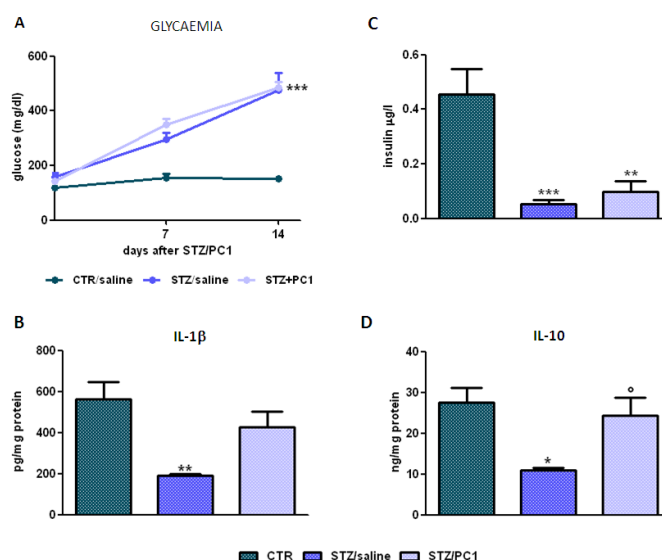 A
GLYCAEMIA
600
400
200
0
glucose (mg/dl)
7
14
***
days after STZ/PC1
CTR/saline
STZ/saline
STZ+PC1
C
0.6
0.4
0.2
0.0
insulin µg/l
***
**
B
IL-1β
800
600
400
200
0
pg/mg protein
**
D
IL-10
40
30
20
10
0
ng/mg protein
*
°
CTR
STZ/saline
STZ/PC1